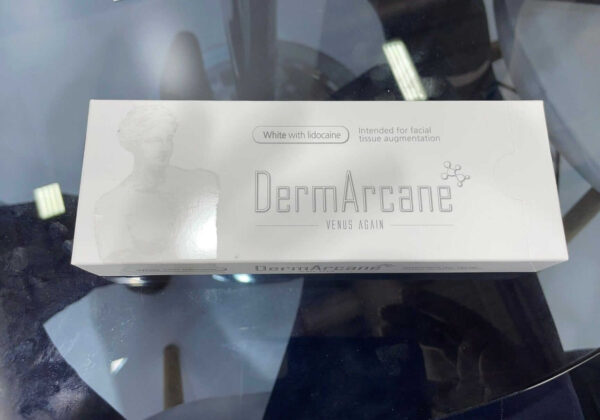 White with lidocaine
Intended for facial
tissue augmentation
DermArcane
VENUS AGAIN
DermArcane